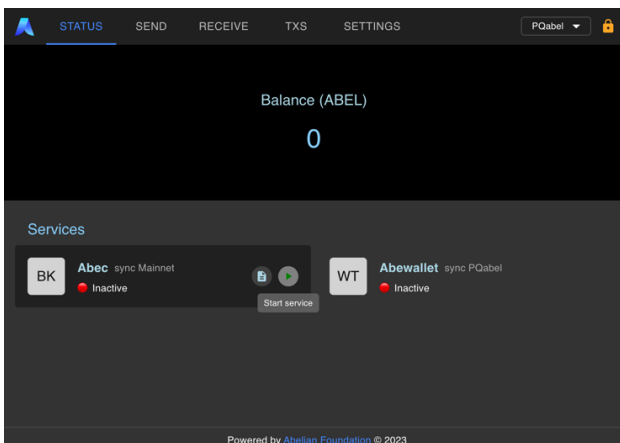 STATUS SEND RECEIVE TXS SETTINGS PQabel
Balance (ABEL)
0
Services
BK Abec sync Mainnet
Inactive
Start service
WT Abewallet sync PQabel
Inactive
Powered by Abelian Foundation © 2023